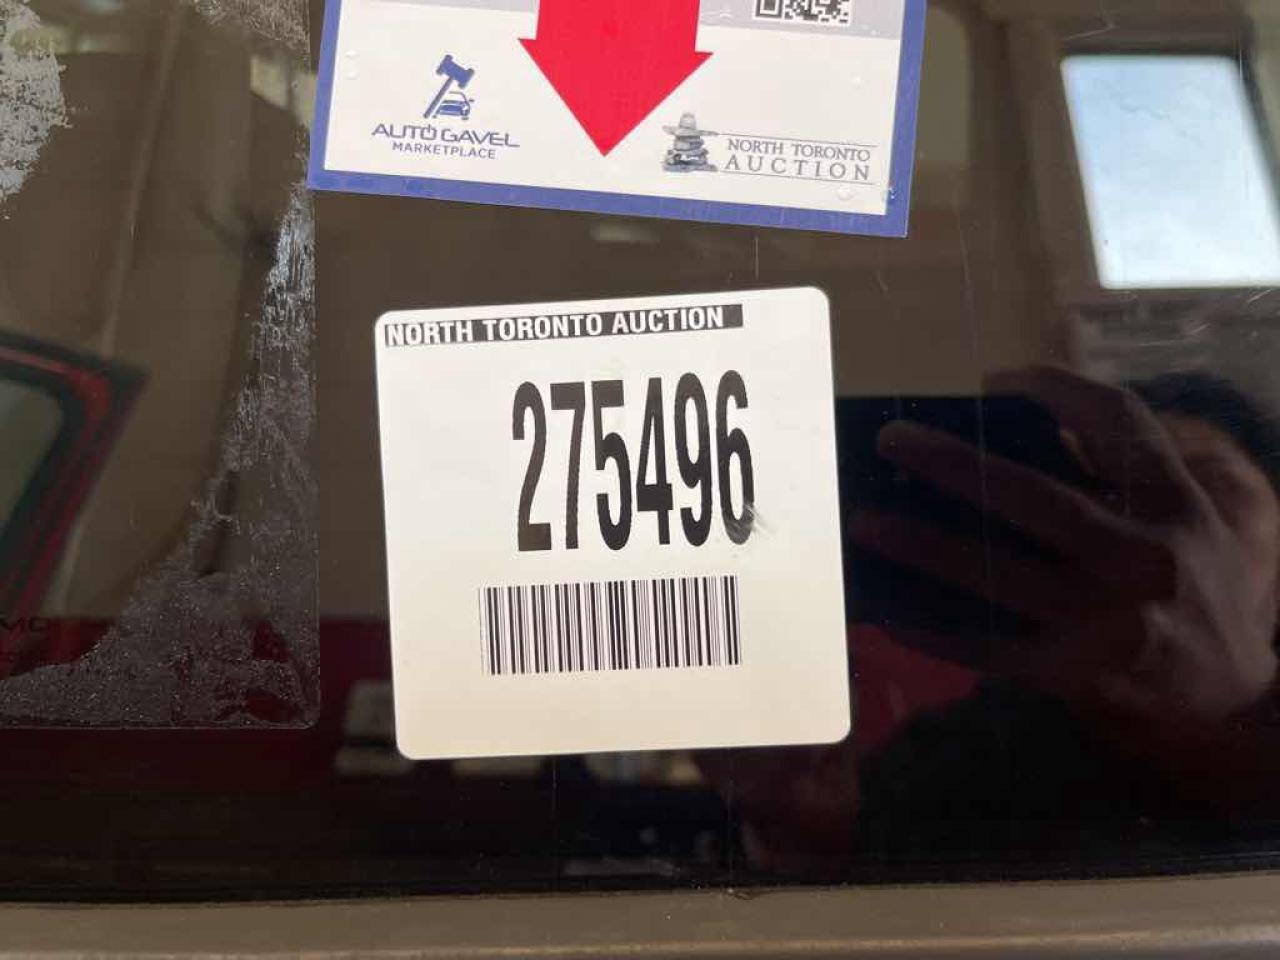 AUTO GAVEL
MARKETPLACE
NORTH TORONTO
AUCTION
NORTH TORONTO AUCTION
275496